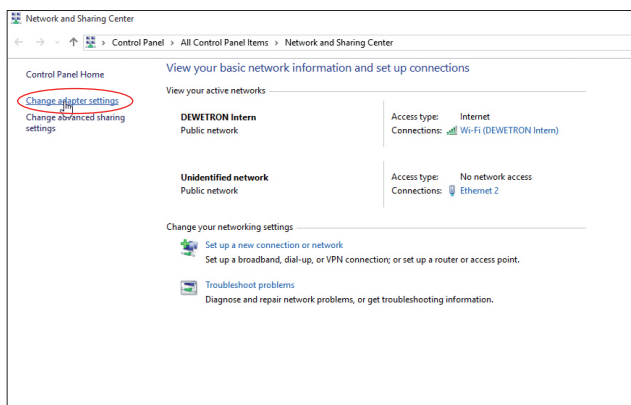 Network and Sharing Center
Control Panel > All Control Panel Items > Network and Sharing Center
Control Panel Home
Change adapter settings
Change advanced sharing
settings
View your basic network information and set up connections
View your active networks
DEWETRON Intern
Public network
Access type: Internet
Connections: Wi-Fi (DEWETRON Intern)
Unidentified network
Public network
Access type: No network access
Connections: Ethernet 2
Change your networking settings
Set up a new connection or network
Set up a broadband, dial-up, or VPN connection; or set up a router or access point.
Troubleshoot problems
Diagnose and repair network problems, or get troubleshooting information.